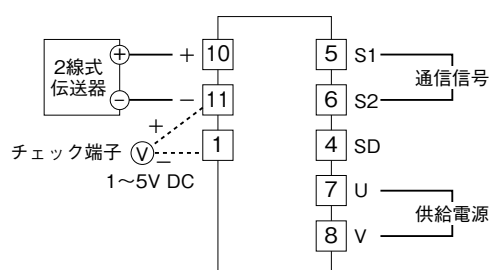 2線式
伝送器
+
−
+ 10
− 11
1
+
−
チェック端子 V
1～5V DC
5 S1
6 S2
通信信号
4 SD
7 U
8 V
供給電源